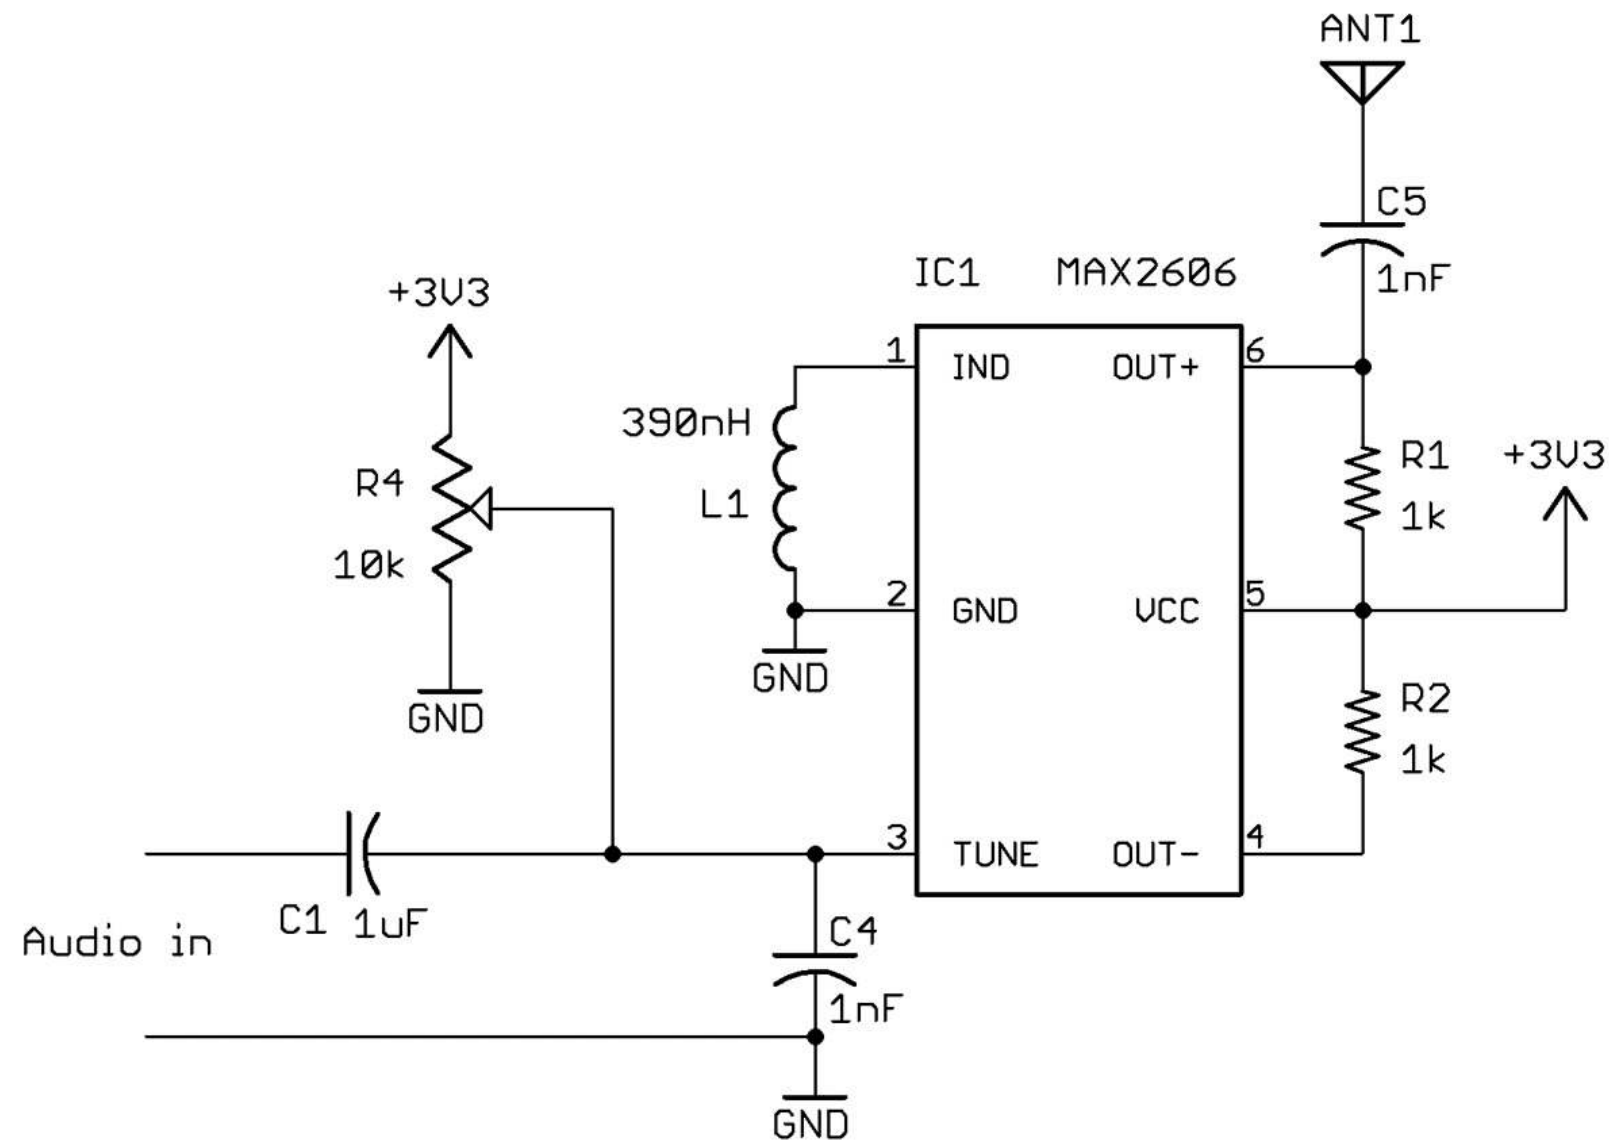 ANT1
C5
1nF
IC1 MAX2606
+3V3
1 IND OUT+ 6
390nH
L1
R4
10k
R1
1k
+3V3
2 GND VCC 5
GND
GND
R2
1k
3 TUNE OUT- 4
C1 1uF
Audio in
C4
1nF
GND